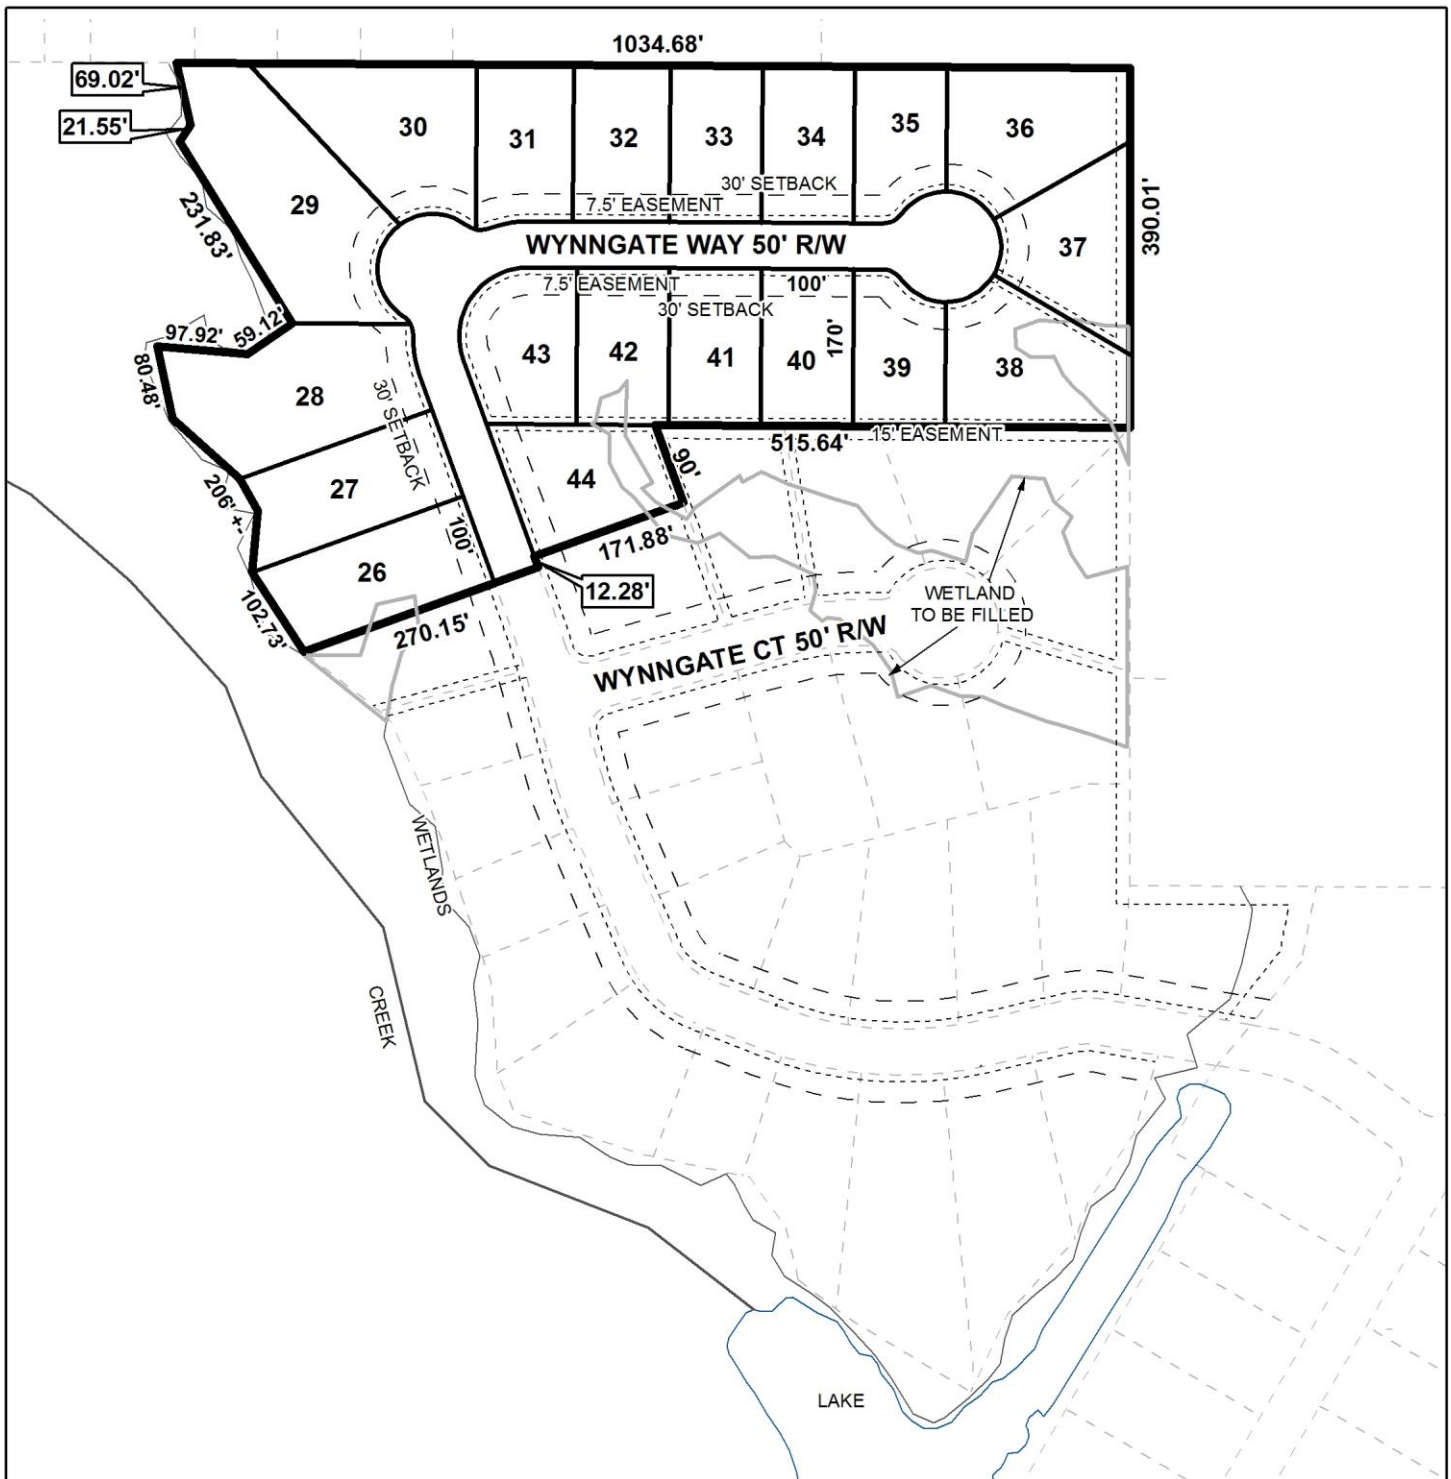 1034.68'
69.02'
21.55'
30
31
32
33
34
35
36
30' SETBACK
7.5' EASEMENT
29
231.83'
WYNNGATE WAY 50' R/W
37
390.01'
7.5' EASEMENT
100'
30' SETBACK
97.92'
59.12'
80.48'
43
42
41
40
170'
39
38
28
30' SETBACK
515.64'
15' EASEMENT
90'
44
27
206' +-
100'
171.88'
26
12.28'
102.73'
270.15'
WETLAND
TO BE FILLED
WYNNGATE CT 50' R/W
WETLANDS
CREEK
LAKE